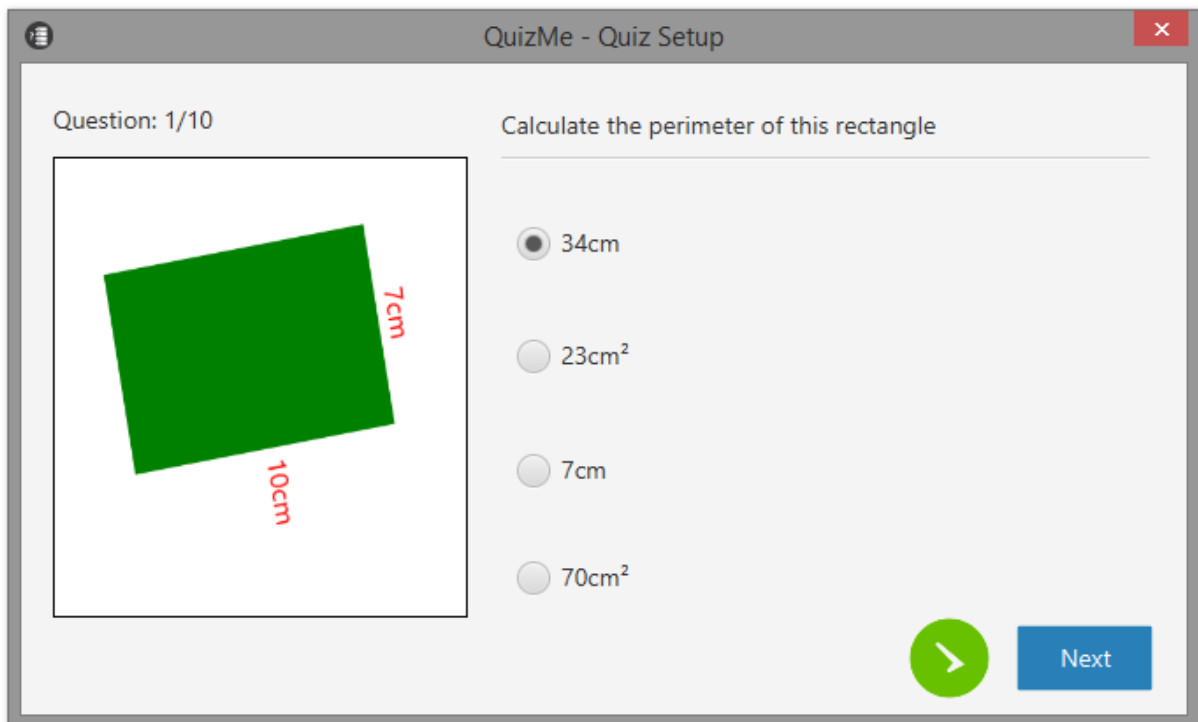 QuizMe - Quiz Setup
Question: 1/10
7cm
10cm
Calculate the perimeter of this rectangle
34cm
23cm²
7cm
70cm²
Next